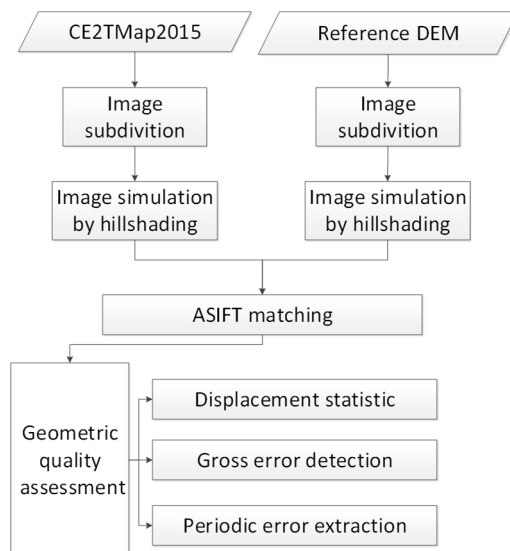 CE2TMap2015
Reference DEM
Image
subdivition
Image
subdivition
Image simulation
by hillshading
Image simulation
by hillshading
ASIFT matching
Geometric
quality
assessment
Displacement statistic
Gross error detection
Periodic error extraction